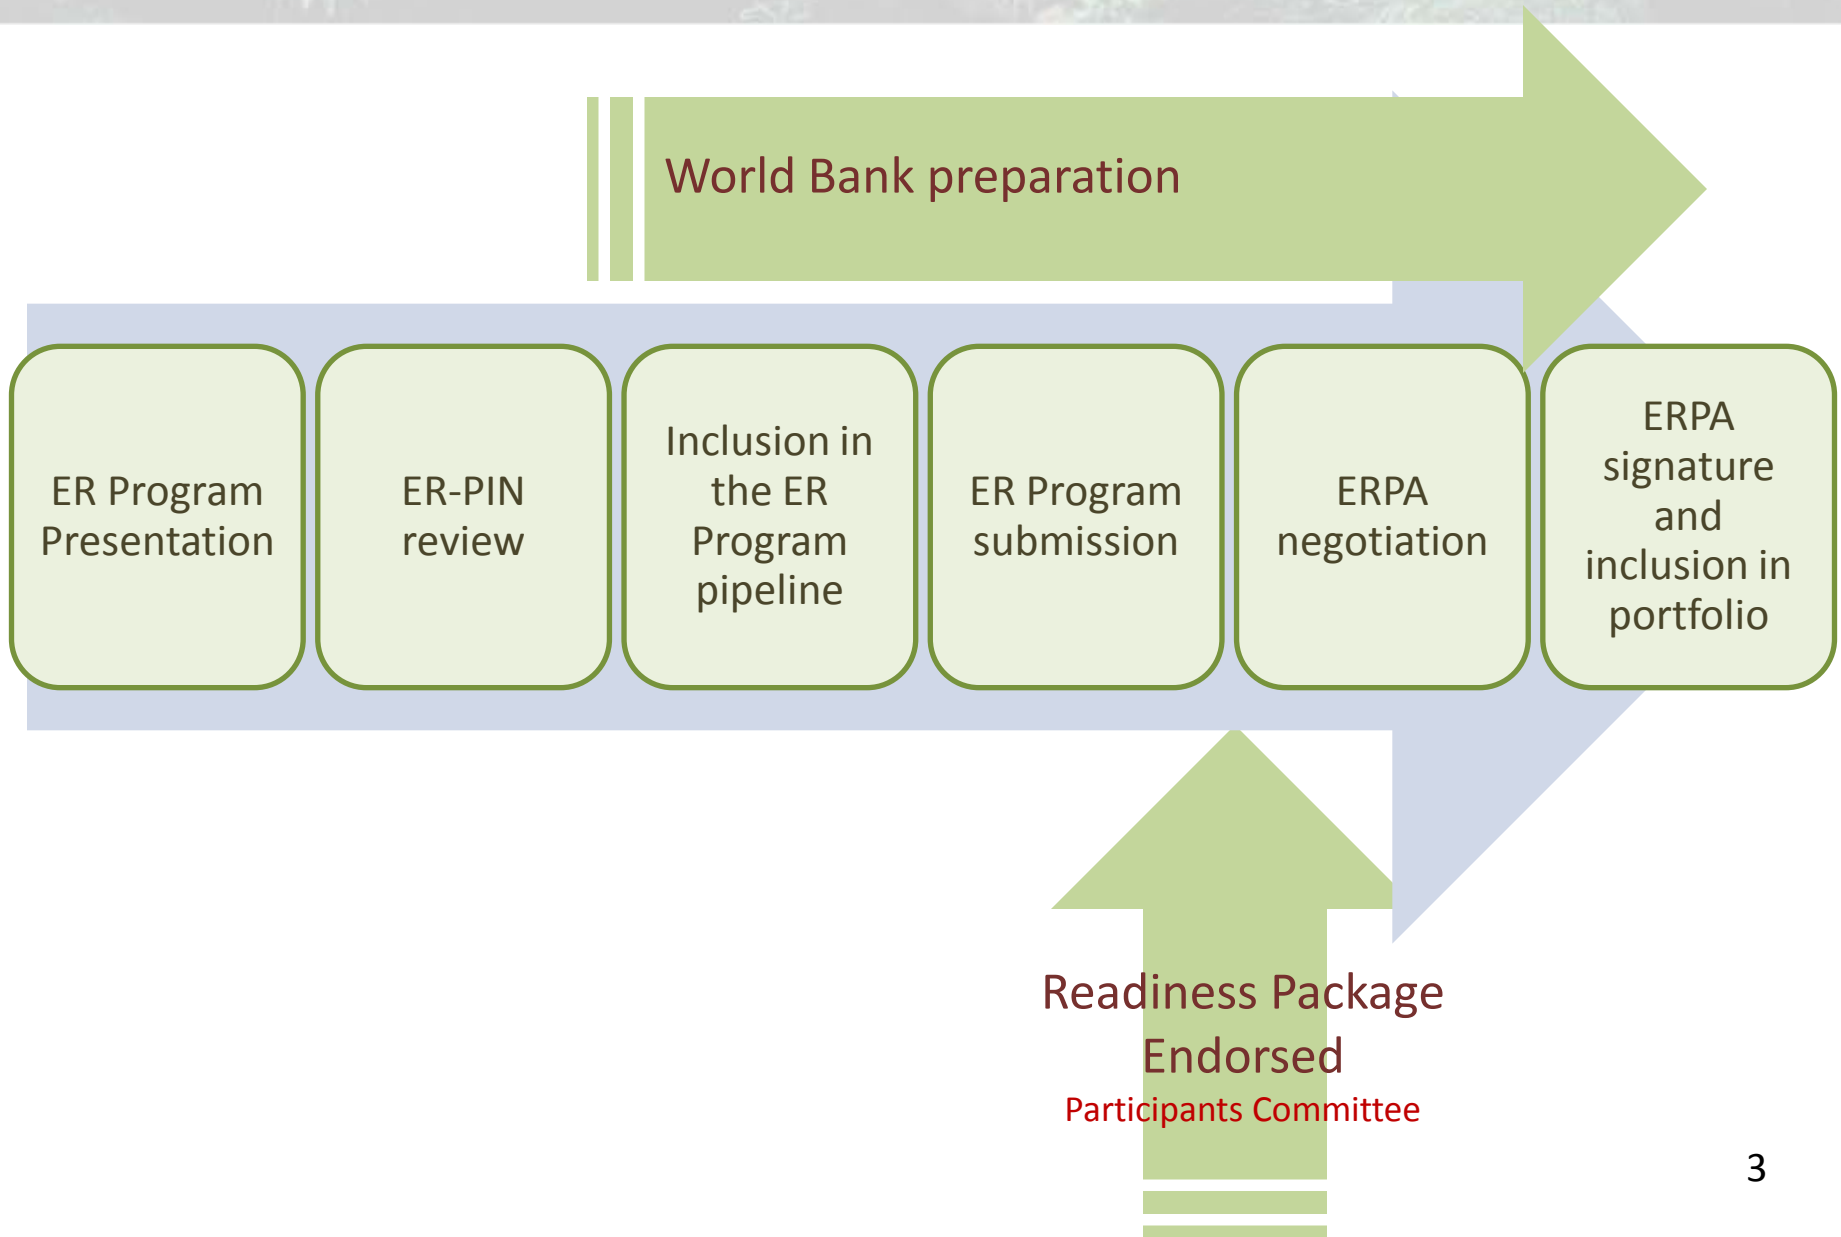 World Bank preparation
ER Program
Presentation
ER-PIN
review
Inclusion in
the ER
Program
pipeline
ER Program
submission
ERPA
negotiation
ERPA
signature
and
inclusion in
portfolio
Readiness Package
Endorsed
Participants Committee
3